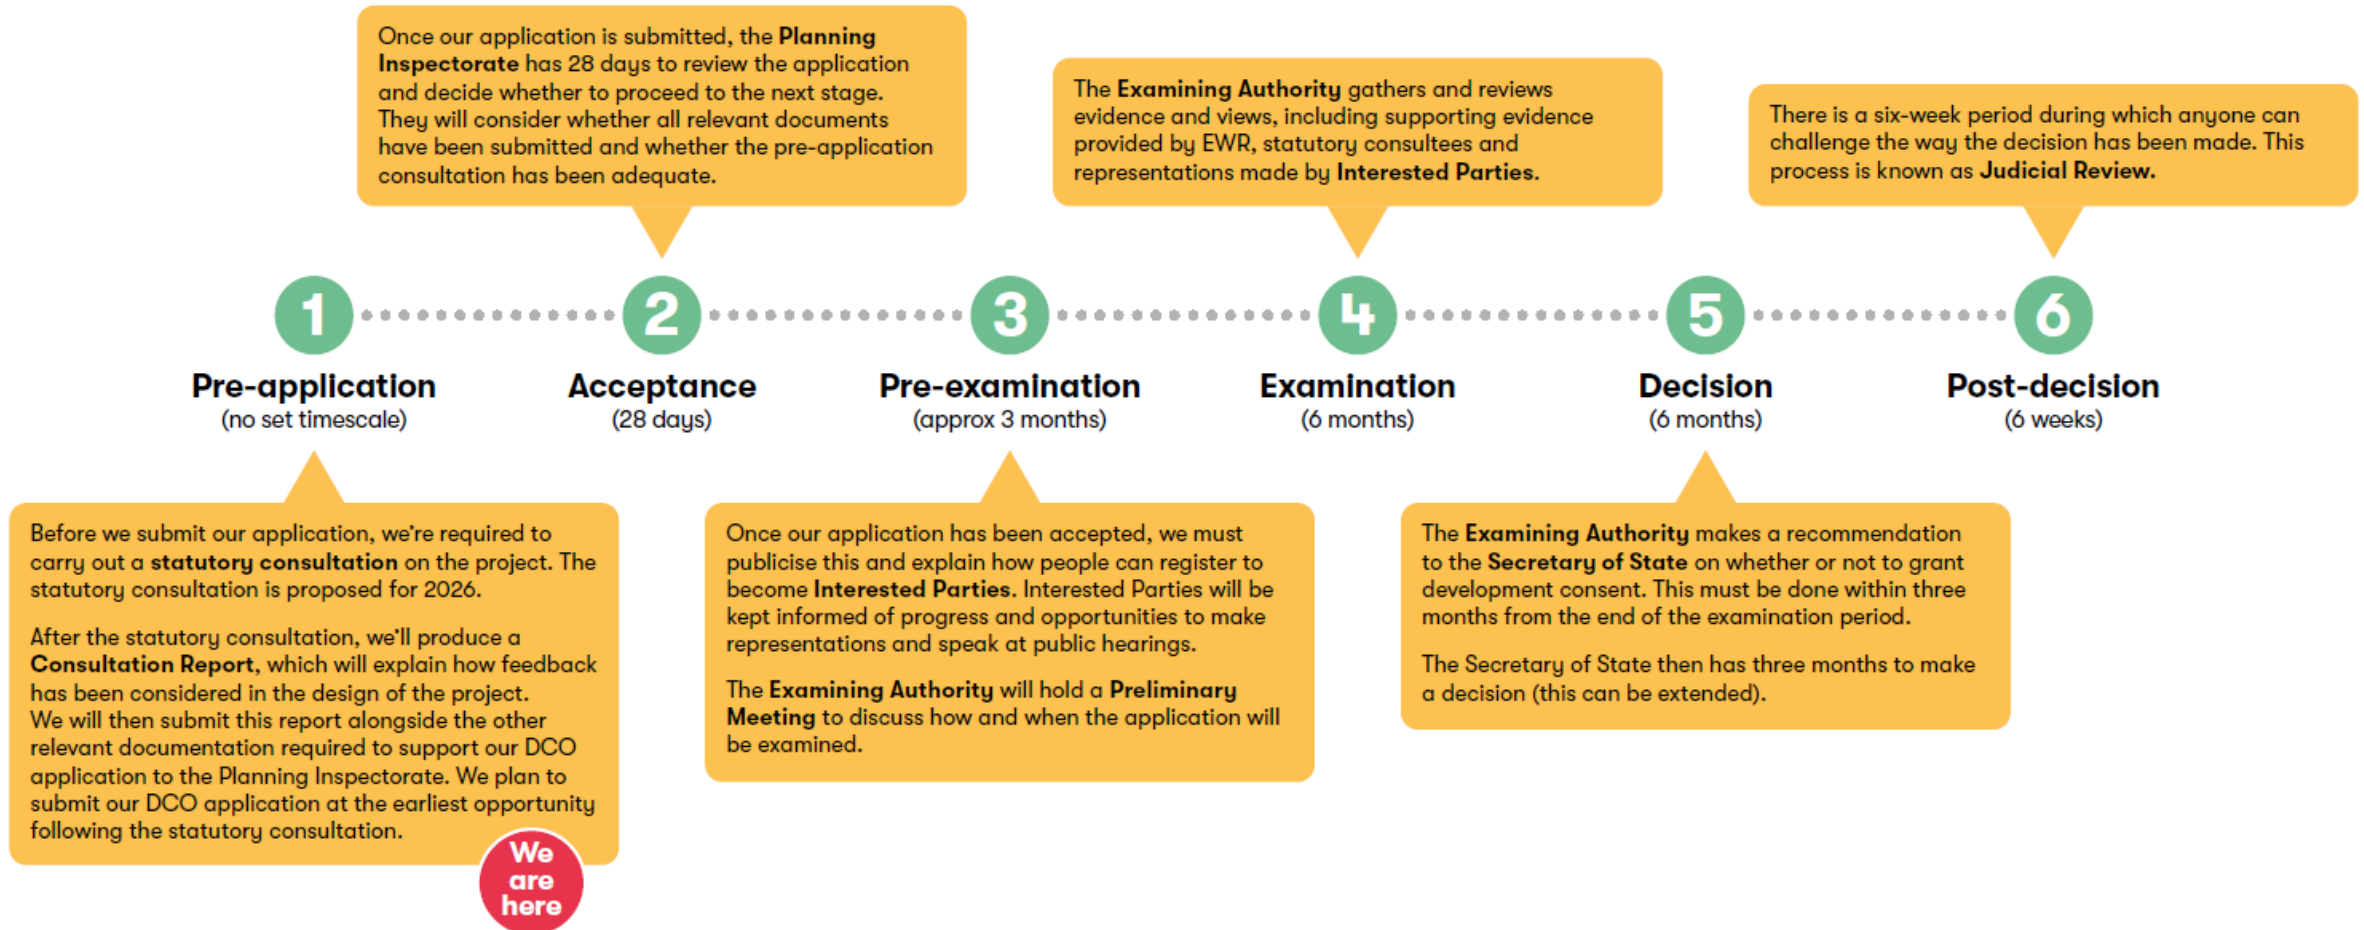 Once our application is submitted, the Planning
Inspectorate has 28 days to review the application
and decide whether to proceed to the next stage.
They will consider whether all relevant documents
have been submitted and whether the pre-application
consultation has been adequate.
The Examining Authority gathers and reviews
evidence and views, including supporting evidence
provided by EWR, statutory consultees and
representations made by Interested Parties.
There is a six-week period during which anyone can
challenge the way the decision has been made. This
process is known as Judicial Review.
1
Pre-application
(no set timescale)
2
Acceptance
(28 days)
3
Pre-examination
(approx 3 months)
4
Examination
(6 months)
5
Decision
(6 months)
6
Post-decision
(6 weeks)
Before we submit our application, we're required to
carry out a statutory consultation on the project. The
statutory consultation is proposed for 2026.
After the statutory consultation, we'll produce a
Consultation Report, which will explain how feedback
has been considered in the design of the project.
We will then submit this report alongside the other
relevant documentation required to support our DCO
application to the Planning Inspectorate. We plan to
submit our DCO application at the earliest opportunity
following the statutory consultation.
We
are
here
Once our application has been accepted, we must
publicise this and explain how people can register to
become Interested Parties. Interested Parties will be
kept informed of progress and opportunities to make
representations and speak at public hearings.
The Examining Authority will hold a Preliminary
Meeting to discuss how and when the application will
be examined.
The Examining Authority makes a recommendation
to the Secretary of State on whether or not to grant
development consent. This must be done within three
months from the end of the examination period.
The Secretary of State then has three months to make
a decision (this can be extended).